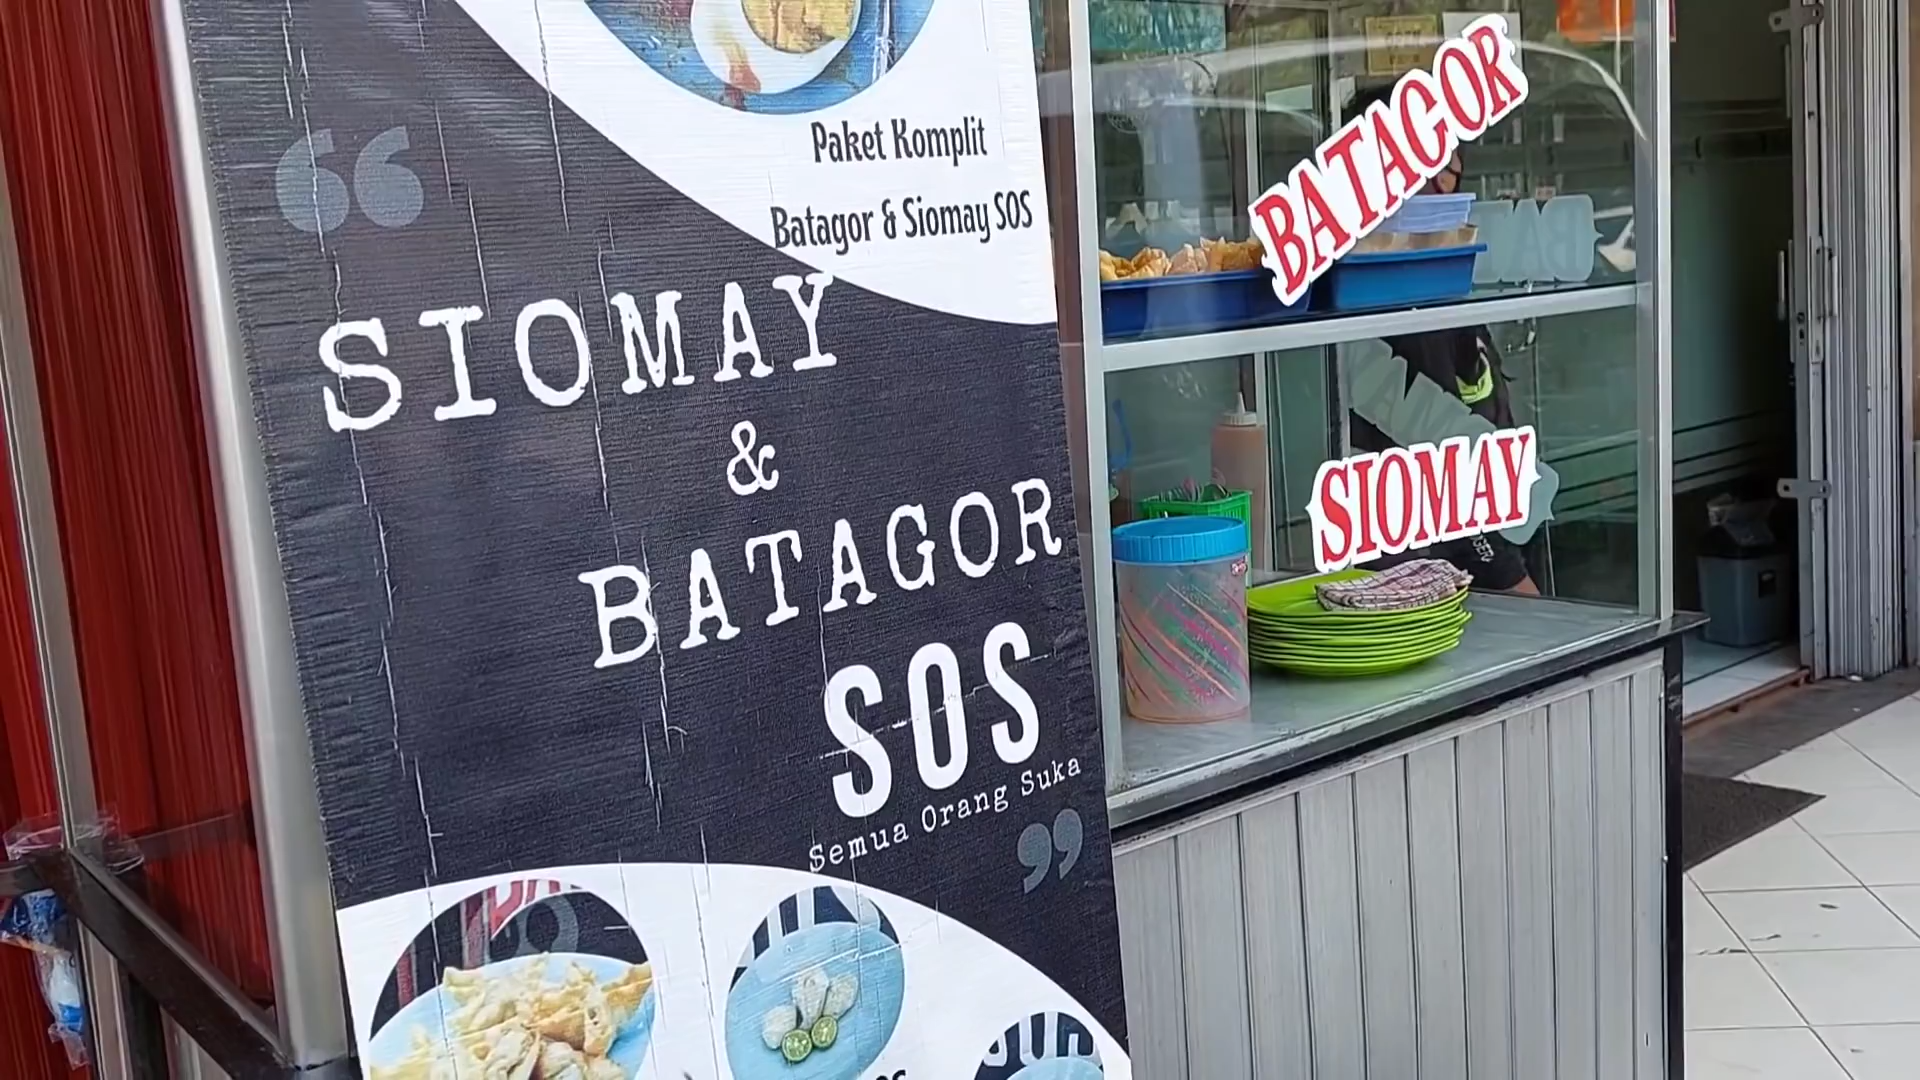 Paket Komplit
Batagor & Siomay SOS
“
SIOMAY
&
BATAGOR
SOS
Semua Orang Suka
”
BATAGOR
SIOMAY